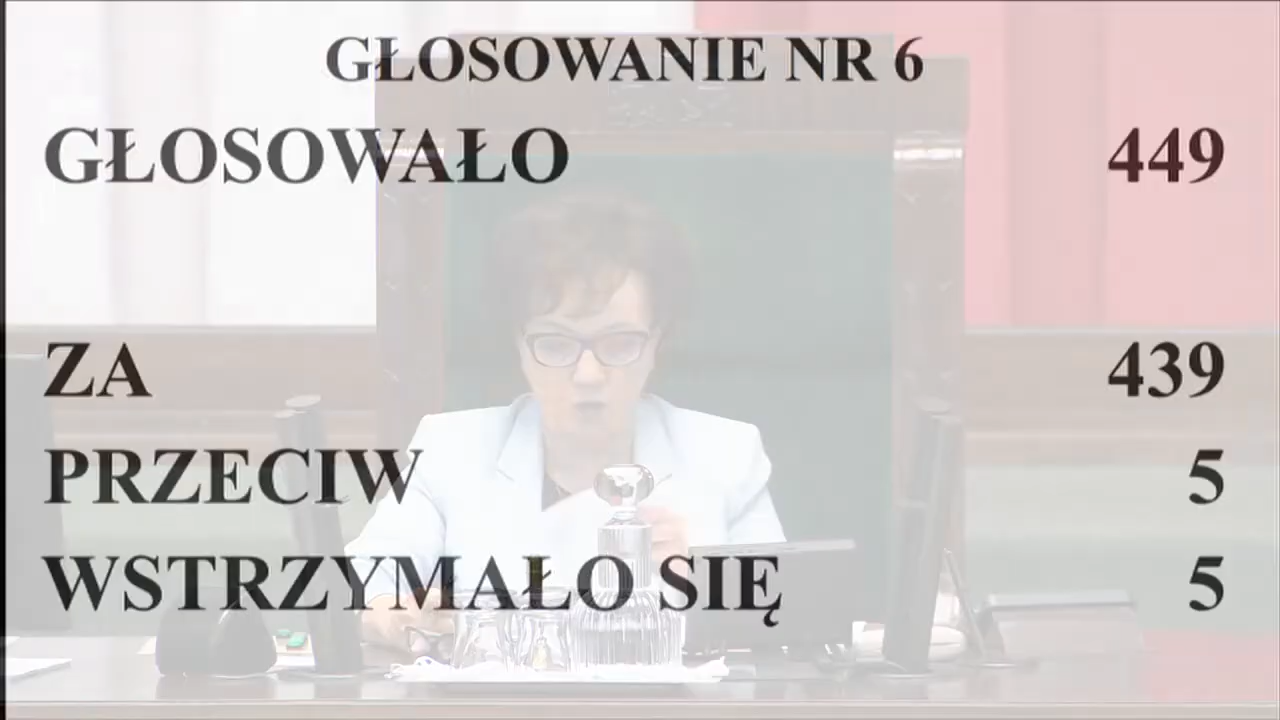 GŁOSOWANIE NR 6
GŁOSOWAŁO 449
ZA 439
PRZECIW 5
WSTRZYMAŁO SIĘ 5